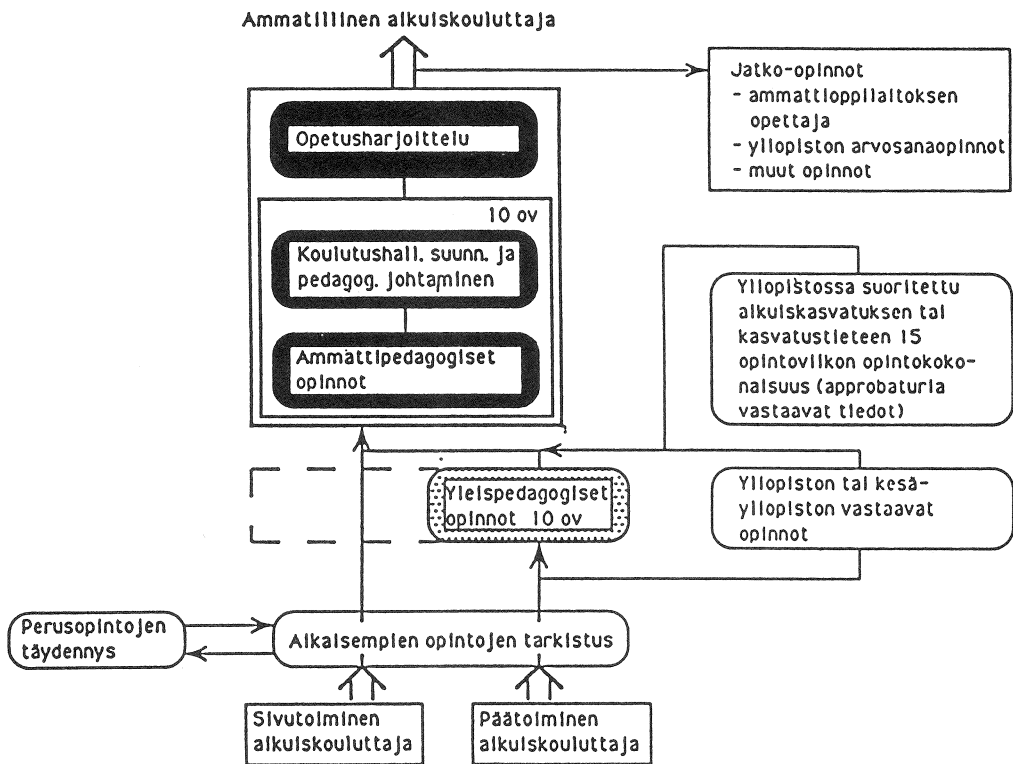 Ammatillinen aikuiskouluttaja
Jatko-opinnot
- ammattioppilaitoksen
opettaja
- yliopiston arvosanaopinnot
- muut opinnot
Opetusharjoittelu
10 ov
Koulutushall. suunn. ja
pedagog. johtaminen
Ammattipedagogiset
opinnot
Yliopistossa suoritettu
aikuiskasvatuksen tai
kasvatustieteen 15
opintoviikon opintokoko-
naisuus (approbaturia
vastaavat tiedot)
Yleispedagogiset
opinnot 10 ov
Yliopiston tai kesä-
yliopiston vastaavat
opinnot
Perusopintojen
täydennys
Aikaisempien opintojen tarkistus
Sivutoiminen
aikuiskouluttaja
Päätoiminen
aikuiskouluttaja